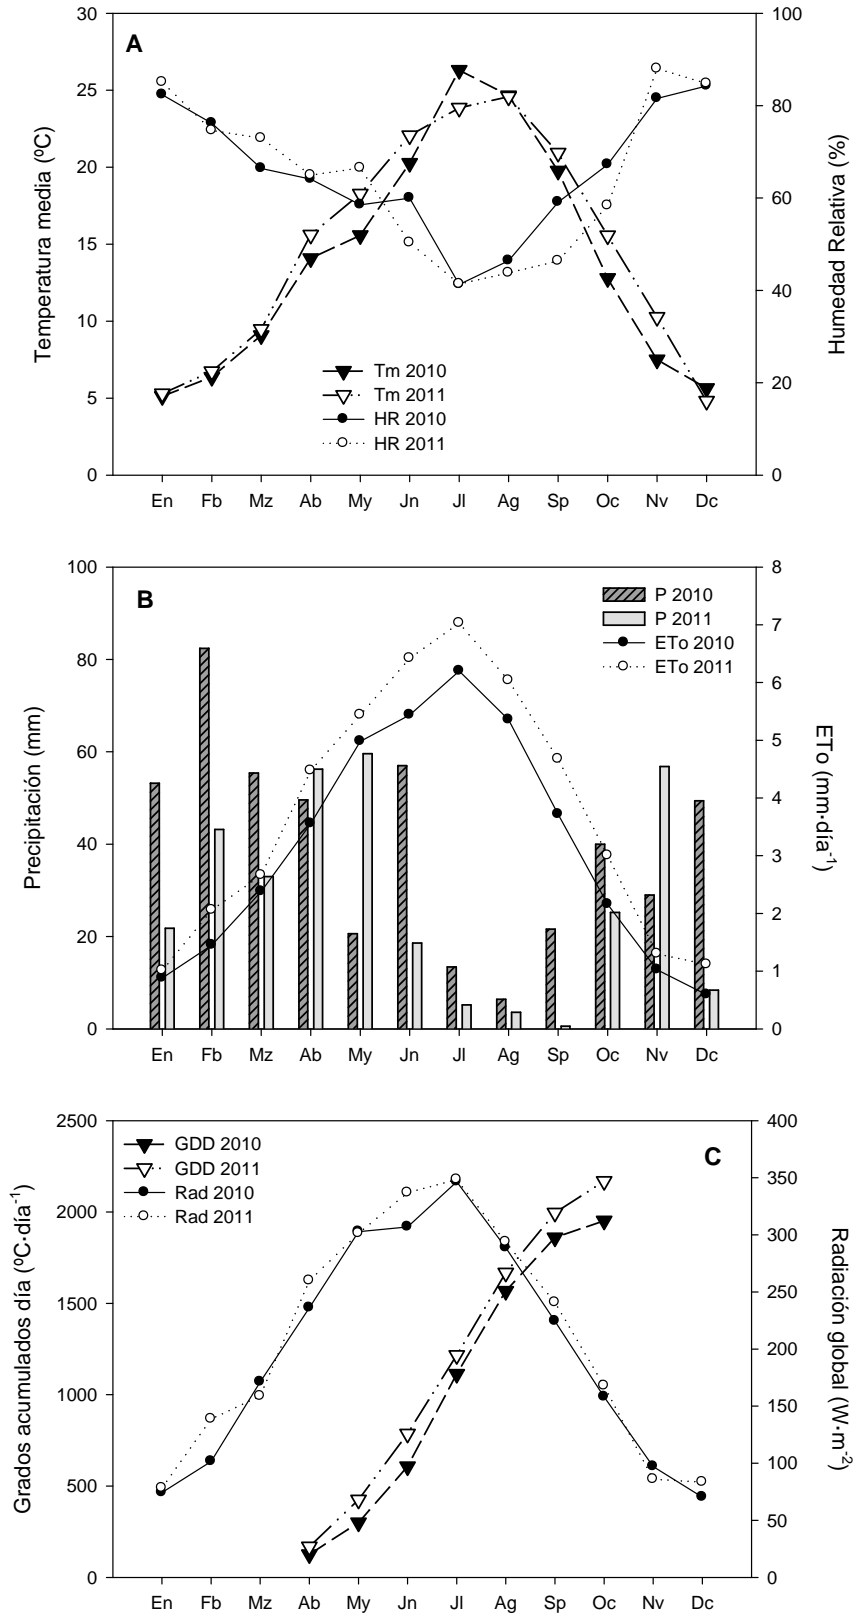 A
30
25
20
15
10
5
0
Temperatura media (ºC)
100
80
60
40
20
0
Humedad Relativa (%)
Tm 2010
Tm 2011
HR 2010
HR 2011
En Fb Mz Ab My Jn Jl Ag Sp Oc Nv Dc
B
100
80
60
40
20
0
Precipitación (mm)
8
7
6
5
4
3
2
1
0
ETo (mm·día-1)
P 2010
P 2011
ETo 2010
ETo 2011
En Fb Mz Ab My Jn Jl Ag Sp Oc Nv Dc
C
2500
2000
1500
1000
500
0
Grados acumulados día (ºC·día-1)
400
350
300
250
200
150
100
50
0
Radiación global (W·m-2)
GDD 2010
GDD 2011
Rad 2010
Rad 2011
En Fb Mz Ab My Jn Jl Ag Sp Oc Nv Dc